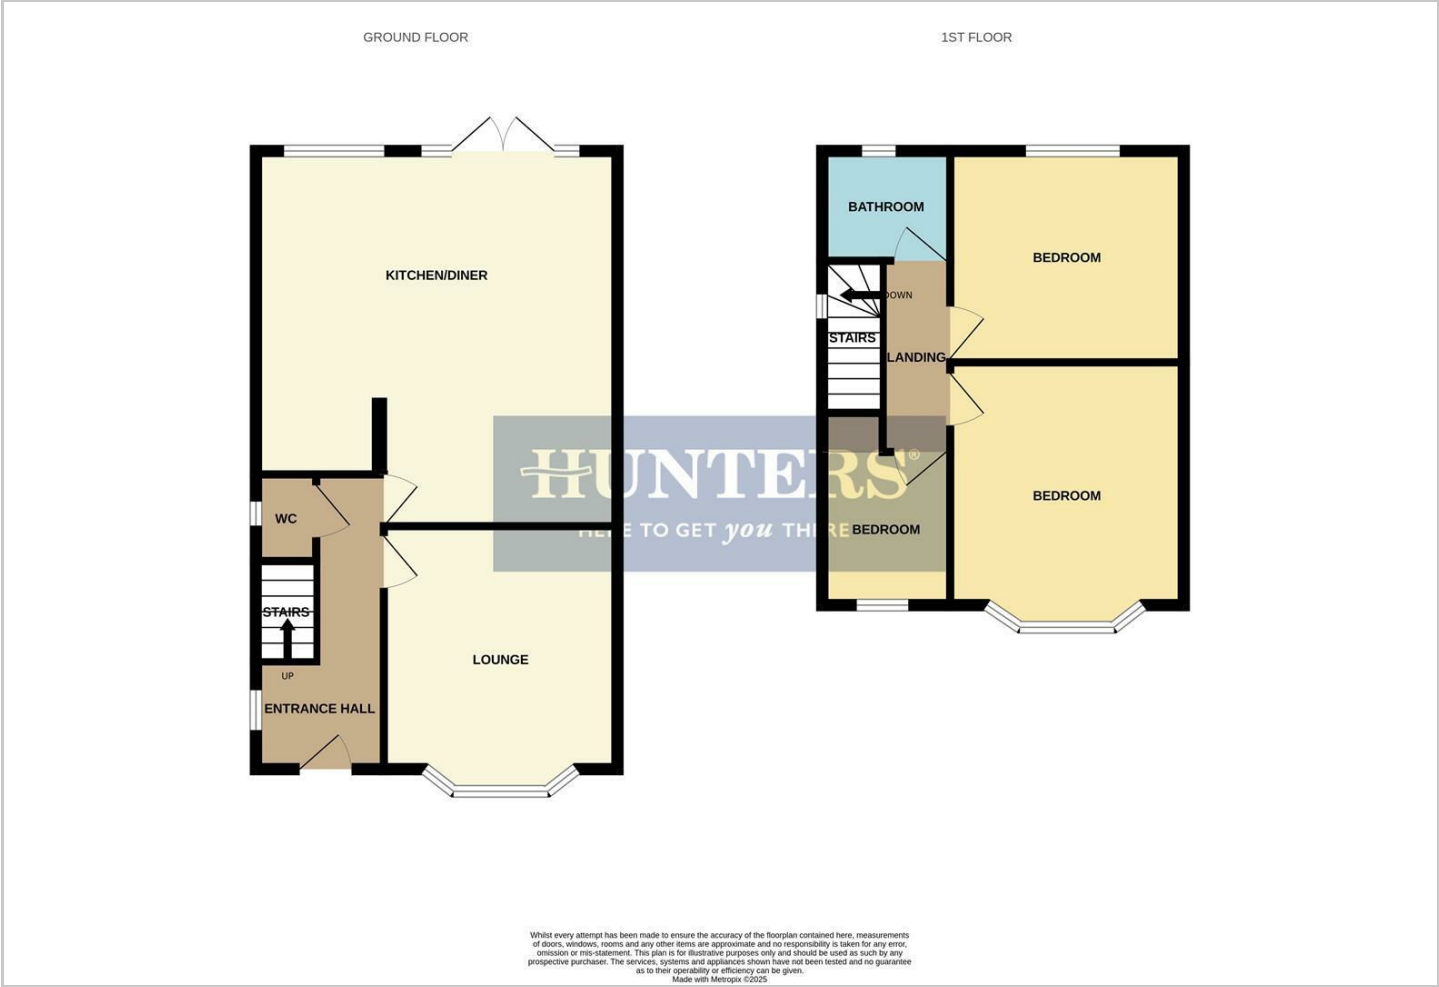 GROUND FLOOR
1ST FLOOR
KITCHEN/DINER
WC
STAIRS
UP
ENTRANCE HALL
LOUNGE
BATHROOM
BEDROOM
DOWN
STAIRS
LANDING
BEDROOM
BEDROOM
HUNTERS®
HERE TO GET you THERE
Whilst every attempt has been made to ensure the accuracy of the floorplan contained here, measurements
of doors, windows, rooms and any other items are approximate and no responsibility is taken for any error,
omission or mis-statement. This plan is for illustrative purposes only and should be used as such by any
prospective purchaser. The services, systems and appliances shown have not been tested and no guarantee
as to their operability or efficiency can be given.
Made with Metropix ©2025